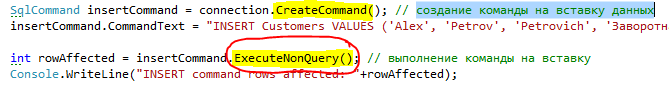 SqlCommand insertCommand = connection.CreateCommand(); // создание команды на вставку данных
insertCommand.CommandText = "INSERT Customers VALUES ('Alex', 'Petrov', 'Petrovich', 'Заворотн
int rowAffected = insertCommand.ExecuteNonQuery(); // выполнение команды на вставку
Console.WriteLine("INSERT command rows affected: "+rowAffected);